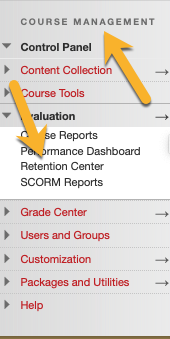 COURSE MANAGEMENT
Control Panel
Content Collection
Course Tools
Evaluation
Course Reports
Performance Dashboard
Retention Center
SCORM Reports
Grade Center
Users and Groups
Customization
Packages and Utilities
Help